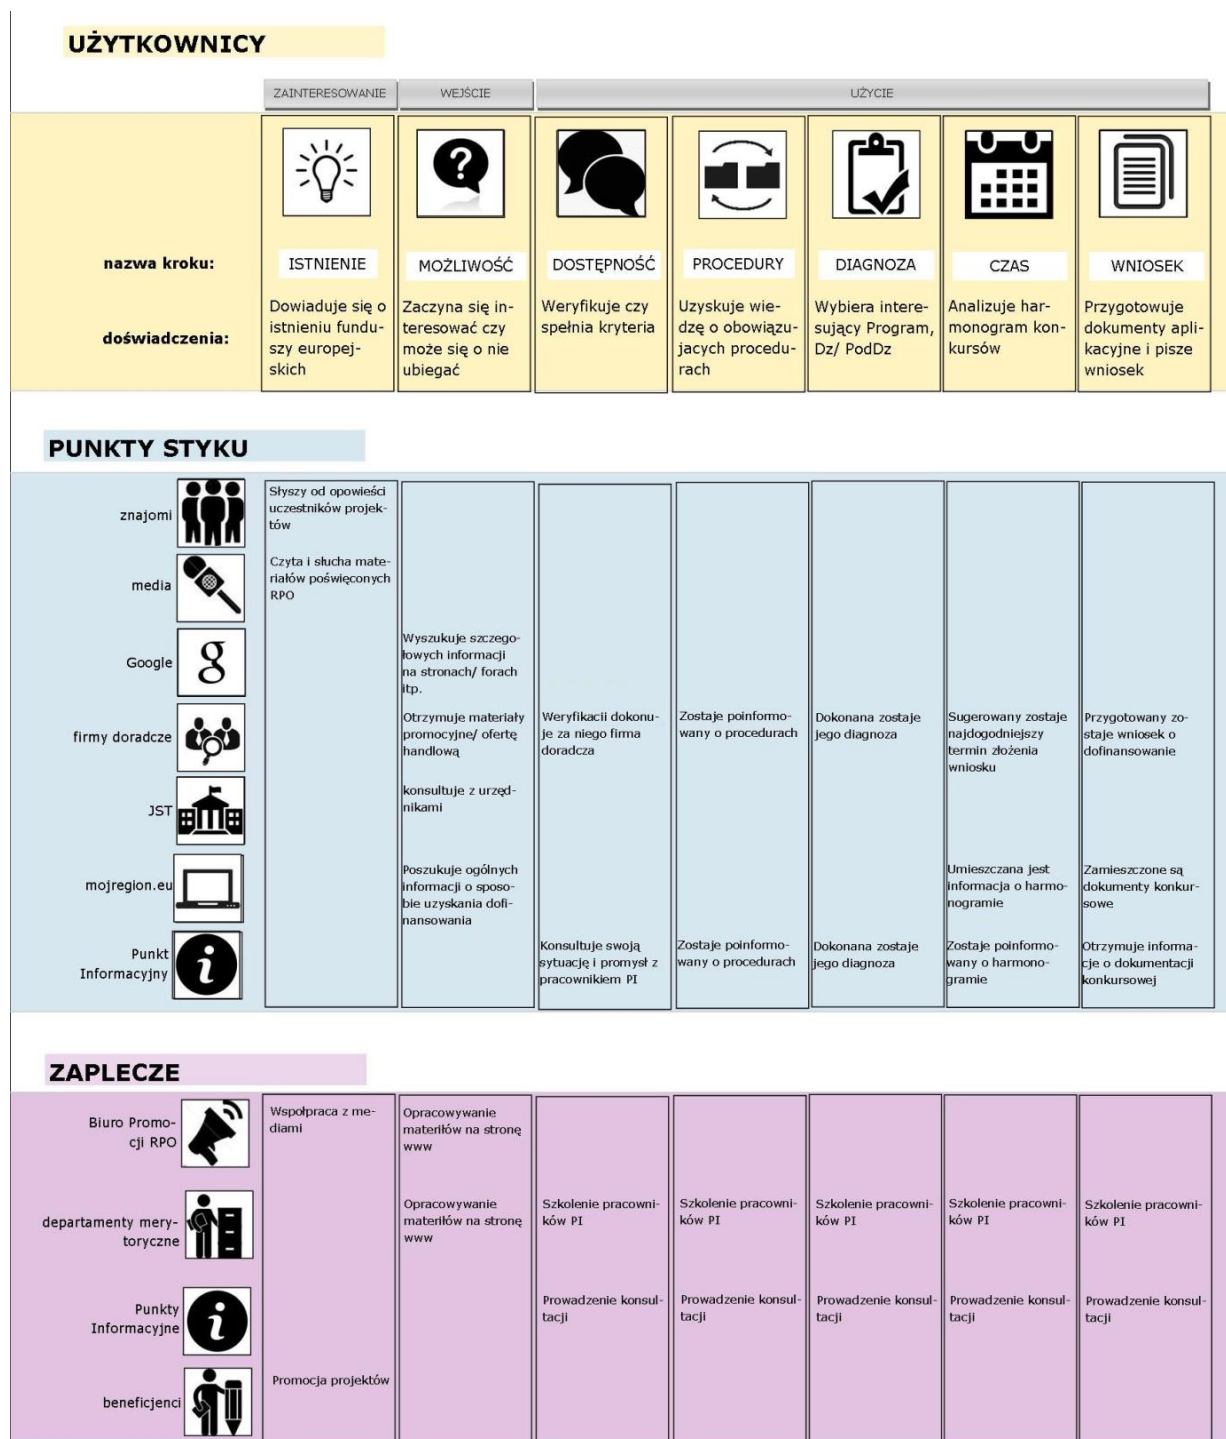 UŻYTKOWNICY
ZAINTERESOWANIE
WEJŚCIE
UŻYCIE
nazwa kroku:
ISTNIENIE
MOŻLIWOŚĆ
DOSTĘPNOŚĆ
PROCEDURY
DIAGNOZA
CZAS
WNIOSEK
doświadczenia:
Dowiaduje się o
istnieniu fundu-
szy europej-
skich
Zaczyna się in-
teresować czy
może się o nie
ubiegać
Weryfikuje czy
spełnia kryteria
Uzyskuje wie-
dzę o obowiązu-
jacych procedu-
rach
Wybiera intere-
sujący Program,
Dz/ PodDz
Analizuje har-
monogram kon-
kursów
Przygotowuje
dokumenty apli-
kacyjne i pisze
wniosek
PUNKTY STYKU
znajomi
Słyszy od opowieści
uczestników projek-
tów
media
Czyta i słucha mate-
riałów poświęconych
RPO
Google
g
Wyszukuje szczego-
łowych informacji
na stronach/ forach
itp.
firmy doradcze
Otrzymuje materiały
promocyjne/ ofertę
handlową
Weryfikacii dokonu-
je za niego firma
doradcza
Zostaje poinformo-
wany o procedurach
Dokonana zostaje
jego diagnoza
Sugerowany zostaje
najdogodniejszy
termin złożenia
wniosku
Przygotowany zo-
staje wniosek o
dofinansowanie
JST
konsultuje z urzęd-
nikami
mojregion.eu
Poszukuje ogólnych
informacji o sposo-
bie uzyskania dofi-
nansowania
Umieszczana jest
informacja o harmo-
nogramie
Zamieszczone są
dokumenty konkur-
sowe
Punkt
Informacyjny
i
Konsultuje swoją
sytuację i promysł z
pracownikiem PI
Zostaje poinformo-
wany o procedurach
Dokonana zostaje
jego diagnoza
Zostaje poinformo-
wany o harmono-
gramie
Otrzymuje informa-
cje o dokumentacji
konkursowej
ZAPLECZE
Biuro Promo-
cji RPO
Wspołpraca z me-
diami
Opracowywanie
materiłów na stronę
www
departamenty mery-
toryczne
Opracowywanie
materiłów na stronę
www
Szkolenie pracowni-
ków PI
Szkolenie pracowni-
ków PI
Szkolenie pracowni-
ków PI
Szkolenie pracowni-
ków PI
Szkolenie pracowni-
ków PI
Punkty
Informacyjne
i
Prowadzenie konsul-
tacji
Prowadzenie konsul-
tacji
Prowadzenie konsul-
tacji
Prowadzenie konsul-
tacji
Prowadzenie konsul-
tacji
beneficjenci
Promocja projektów